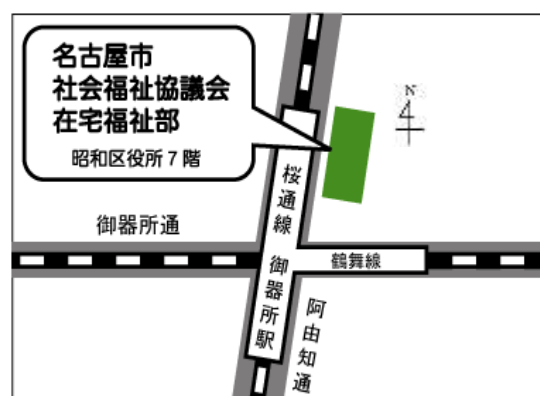 名古屋市
社会福祉協議会
在宅福祉部
昭和区役所7階
N
御器所通
桜通線 御器所駅
鶴舞線
阿由知通